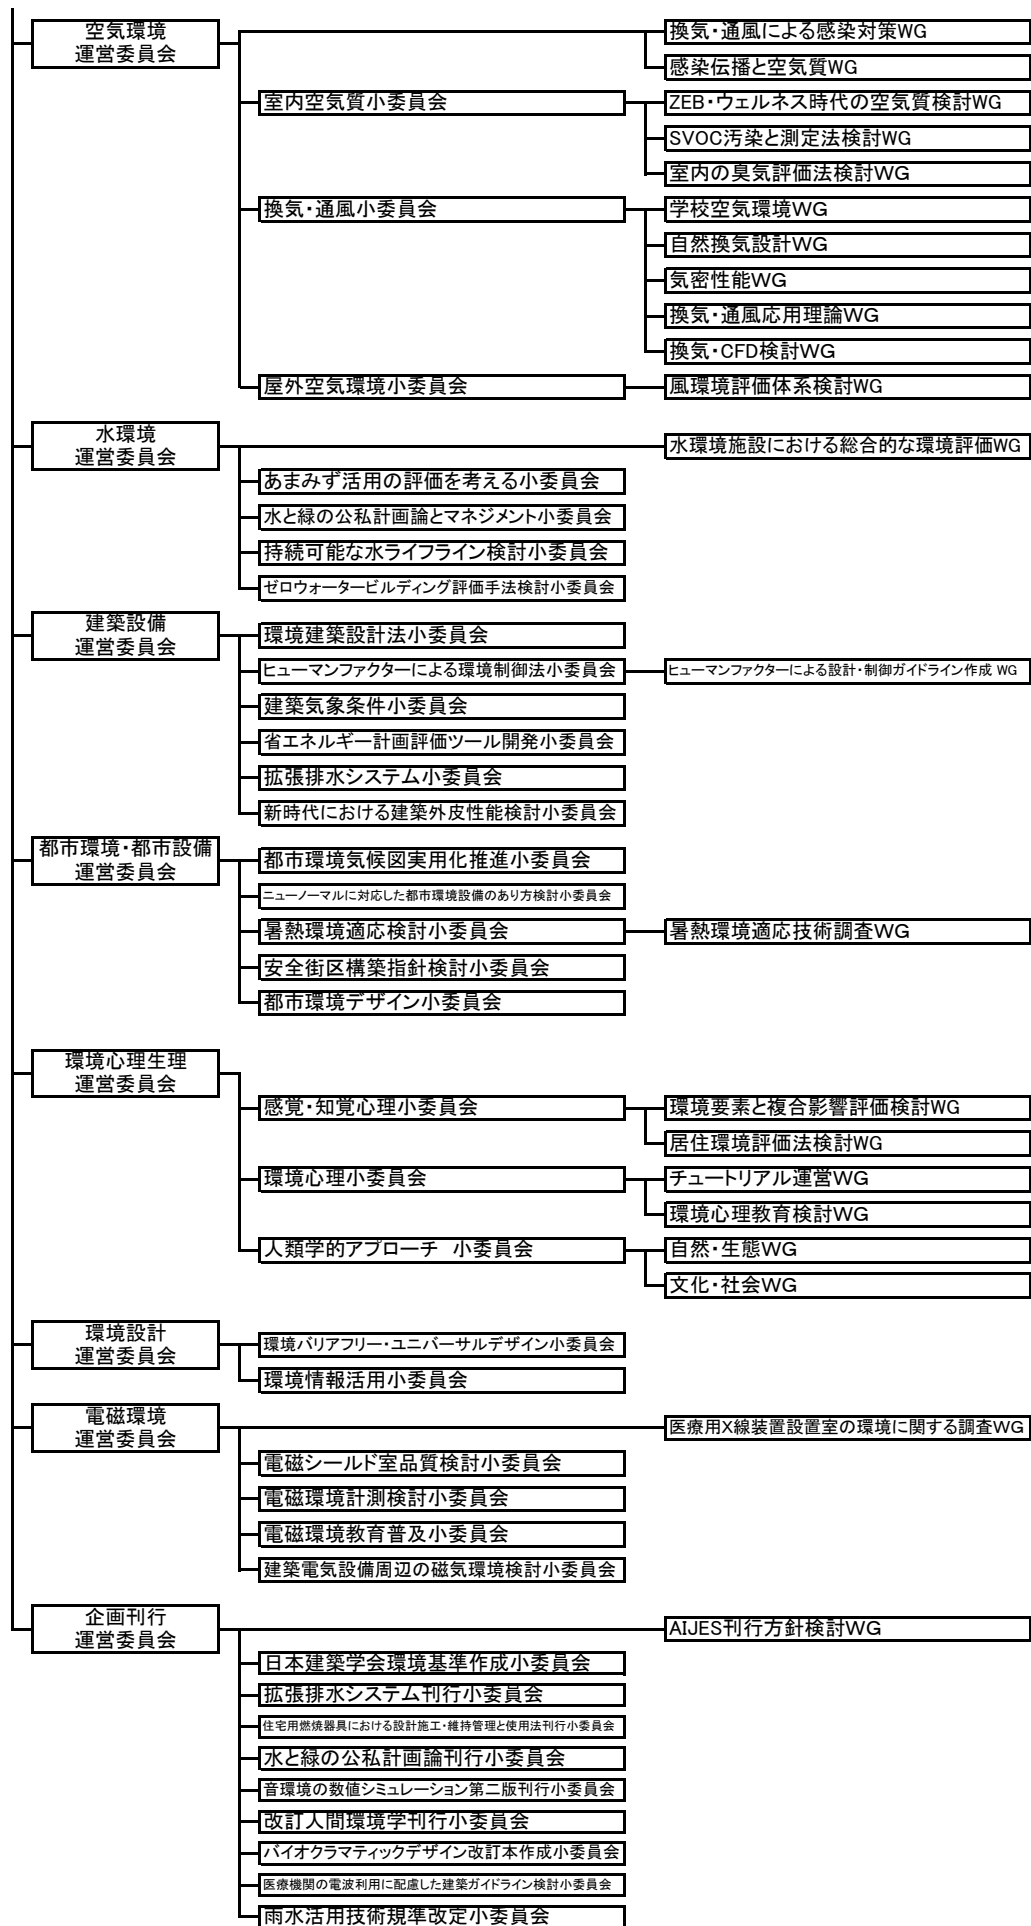 空気環境
運営委員会
換気・通風による感染対策WG
感染伝播と空気質WG
室内空気質小委員会
ZEB・ウェルネス時代の空気質検討WG
SVOC汚染と測定法検討WG
室内の臭気評価法検討WG
換気・通風小委員会
学校空気環境WG
自然換気設計WG
気密性能WG
換気・通風応用理論WG
換気・CFD検討WG
屋外空気環境小委員会
風環境評価体系検討WG
水環境
運営委員会
水環境施設における総合的な環境評価WG
あまみず活用の評価を考える小委員会
水と緑の公私計画論とマネジメント小委員会
持続可能な水ライフライン検討小委員会
ゼロウォータービルディング評価手法検討小委員会
建築設備
運営委員会
環境建築設計法小委員会
ヒューマンファクターによる環境制御法小委員会
ヒューマンファクターによる設計・制御ガイドライン作成 WG
建築気象条件小委員会
省エネルギー計画評価ツール開発小委員会
拡張排水システム小委員会
新時代における建築外皮性能検討小委員会
都市環境・都市設備
運営委員会
都市環境気候図実用化推進小委員会
ニューノーマルに対応した都市環境設備のあり方検討小委員会
暑熱環境適応検討小委員会
暑熱環境適応技術調査WG
安全街区構築指針検討小委員会
都市環境デザイン小委員会
環境心理生理
運営委員会
感覚・知覚心理小委員会
環境要素と複合影響評価検討WG
居住環境評価法検討WG
環境心理小委員会
チュートリアル運営WG
環境心理教育検討WG
人類学的アプローチ 小委員会
自然・生態WG
文化・社会WG
環境設計
運営委員会
環境バリアフリー・ユニバーサルデザイン小委員会
環境情報活用小委員会
電磁環境
運営委員会
医療用X線装置設置室の環境に関する調査WG
電磁シールド室品質検討小委員会
電磁環境計測検討小委員会
電磁環境教育普及小委員会
建築電気設備周辺の磁気環境検討小委員会
企画刊行
運営委員会
AIJES刊行方針検討WG
日本建築学会環境基準作成小委員会
拡張排水システム刊行小委員会
住宅用燃焼器具における設計施工・維持管理と使用法刊行小委員会
水と緑の公私計画論刊行小委員会
音環境の数値シミュレーション第二版刊行小委員会
改訂人間環境学刊行小委員会
バイオクラマティックデザイン改訂本作成小委員会
医療機関の電波利用に配慮した建築ガイドライン検討小委員会
雨水活用技術規準改定小委員会